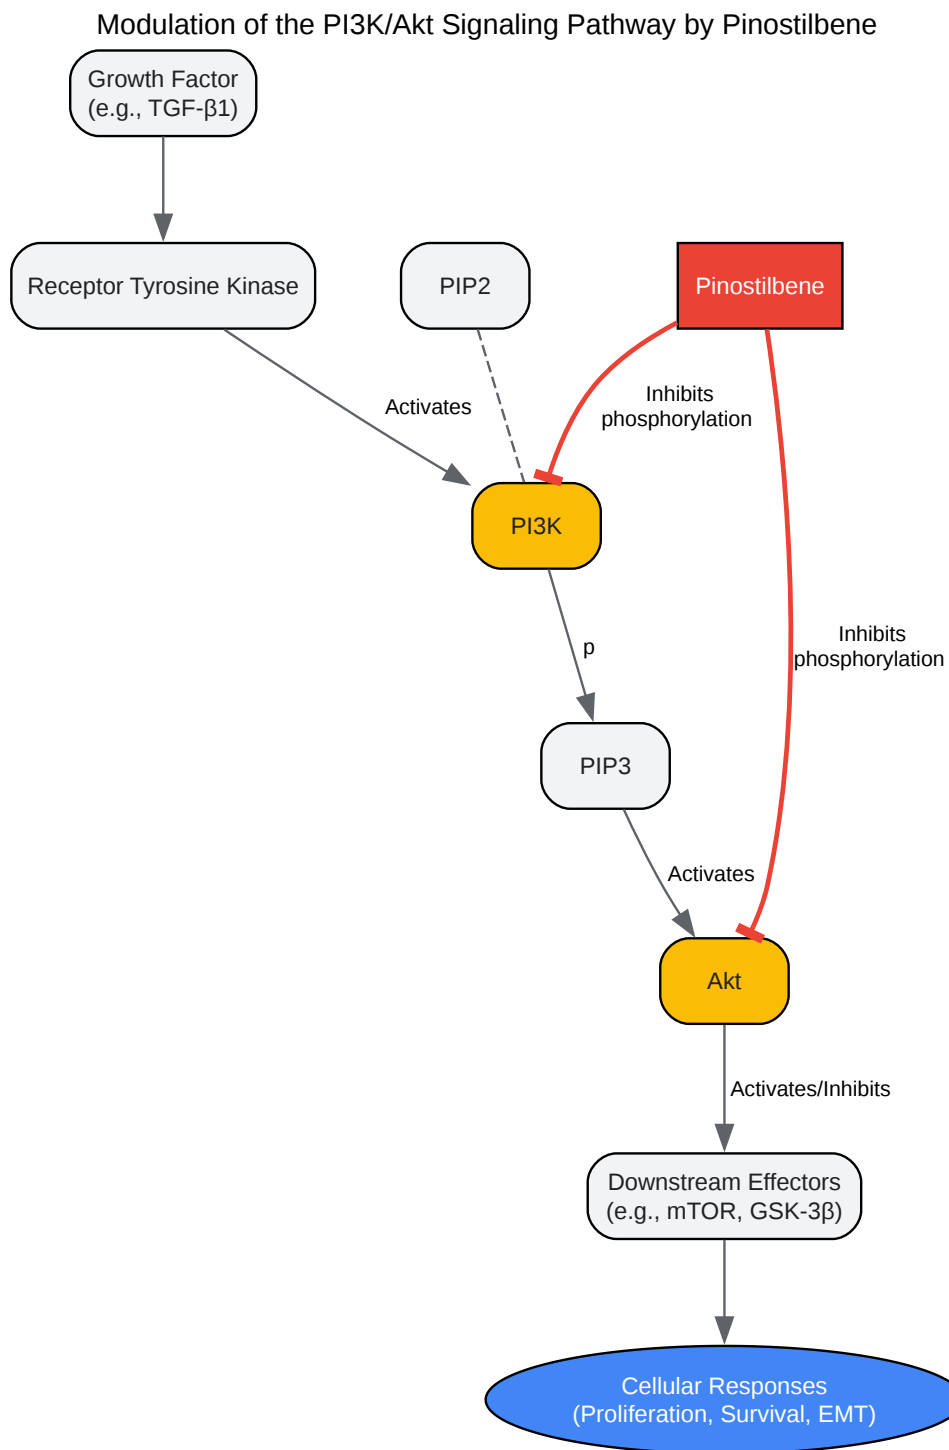 Modulation of the PI3K/Akt Signaling Pathway by Pinostilbene
Growth Factor
(e.g., TGF-β1)
Receptor Tyrosine Kinase
PIP2
Pinostilbene
Activates
Inhibits
phosphorylation
PI3K
p
Inhibits
phosphorylation
PIP3
Activates
Akt
Activates/Inhibits
Downstream Effectors
(e.g., mTOR, GSK-3β)
Cellular Responses
(Proliferation, Survival, EMT)